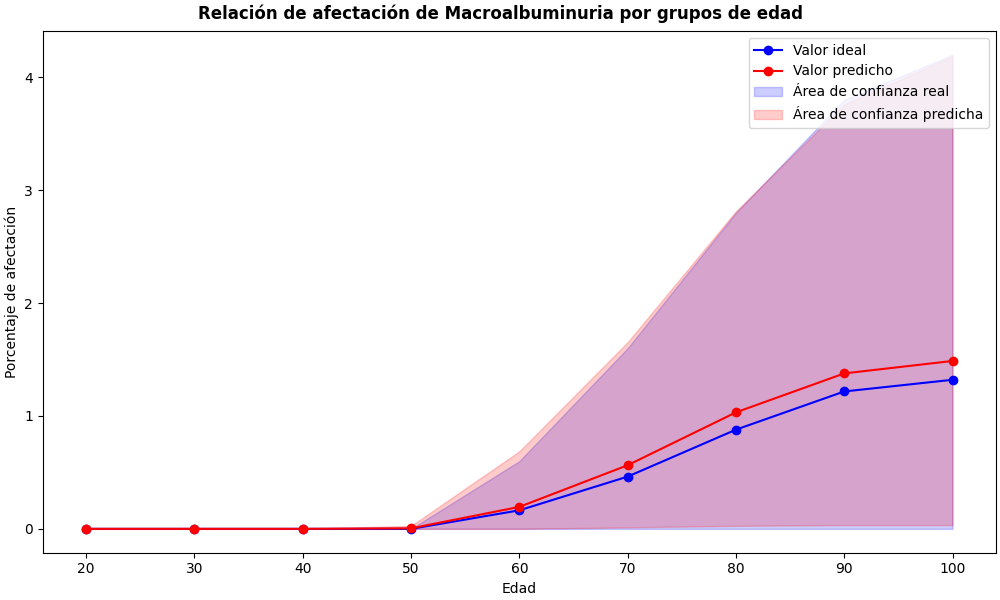 Relación de afectación de Macroalbuminuria por grupos de edad
Valor ideal
Valor predicho
Área de confianza real
Área de confianza predicha
Porcentaje de afectación
4
3
2
1
0
20 30 40 50 60 70 80 90 100
Edad